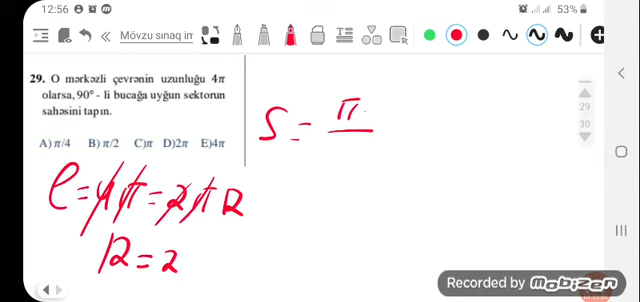 12:56
53%
Mövzu sınaq im
29. O mərkəzli çevrənin uzunluğu 4π
olarsa, 90° - li bucağa uyğun sektorun
sahəsini tapın.
A) π/4 B) π/2 C)π D)2π E)4π
S = π
ℓ = 4π = 2πR
R = 2
29
30
Recorded by mobizen